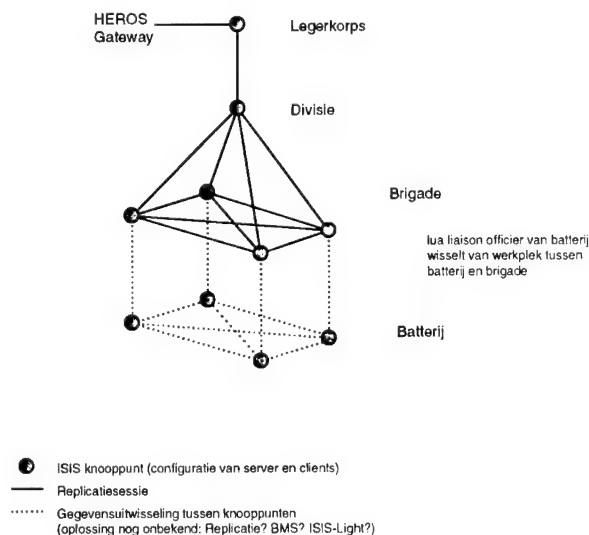 HEROS
Gateway
Legerkorps
Divisie
Brigade
lua liaison officier van batterij
wisselt van werkplek tussen
batterij en brigade
Batterij
ISIS knooppunt (configuratie van server en clients)
Replicatiesessie
Gegevensuitwisseling tussen knooppunten
(oplossing nog onbekend: Replicatie? BMS? ISIS-Light?)